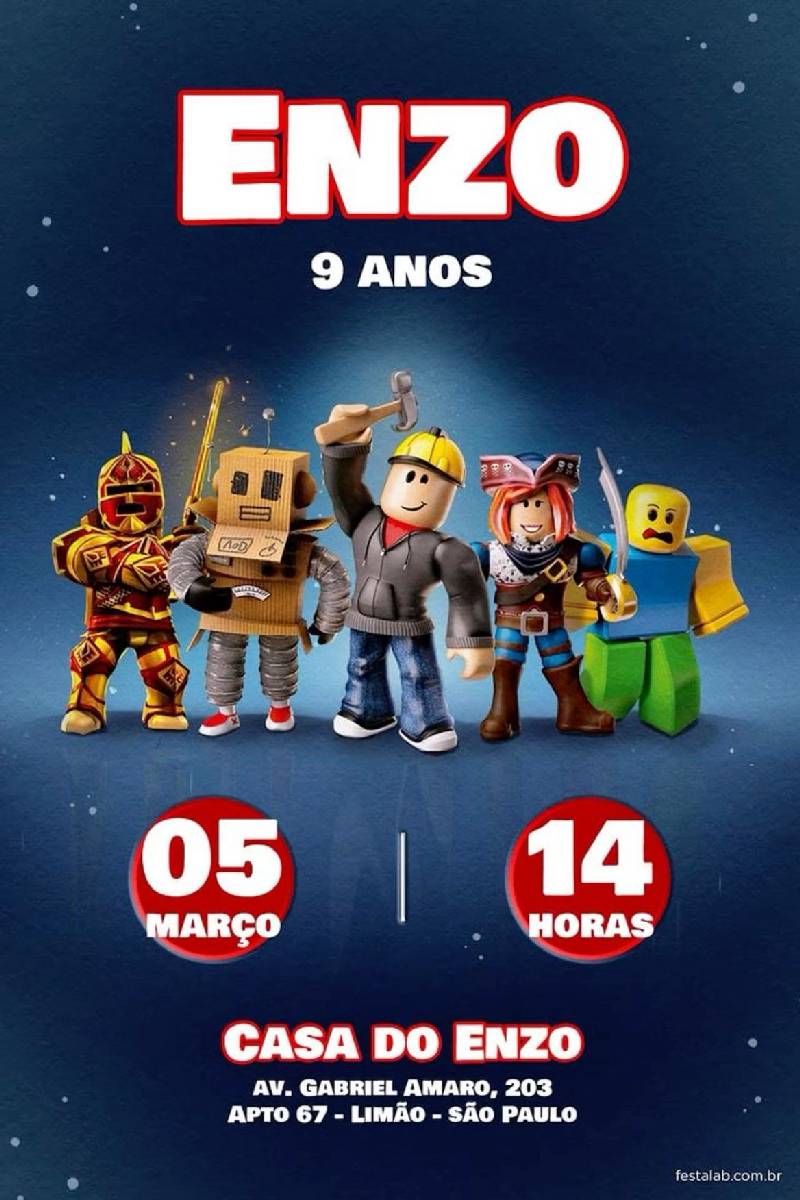 ENZO
9 ANOS
05
MARÇO
14
HORAS
CASA DO ENZO
AV. GABRIEL AMARO, 203
APTO 67 - LIMÃO - SÃO PAULO
festalab.com.br